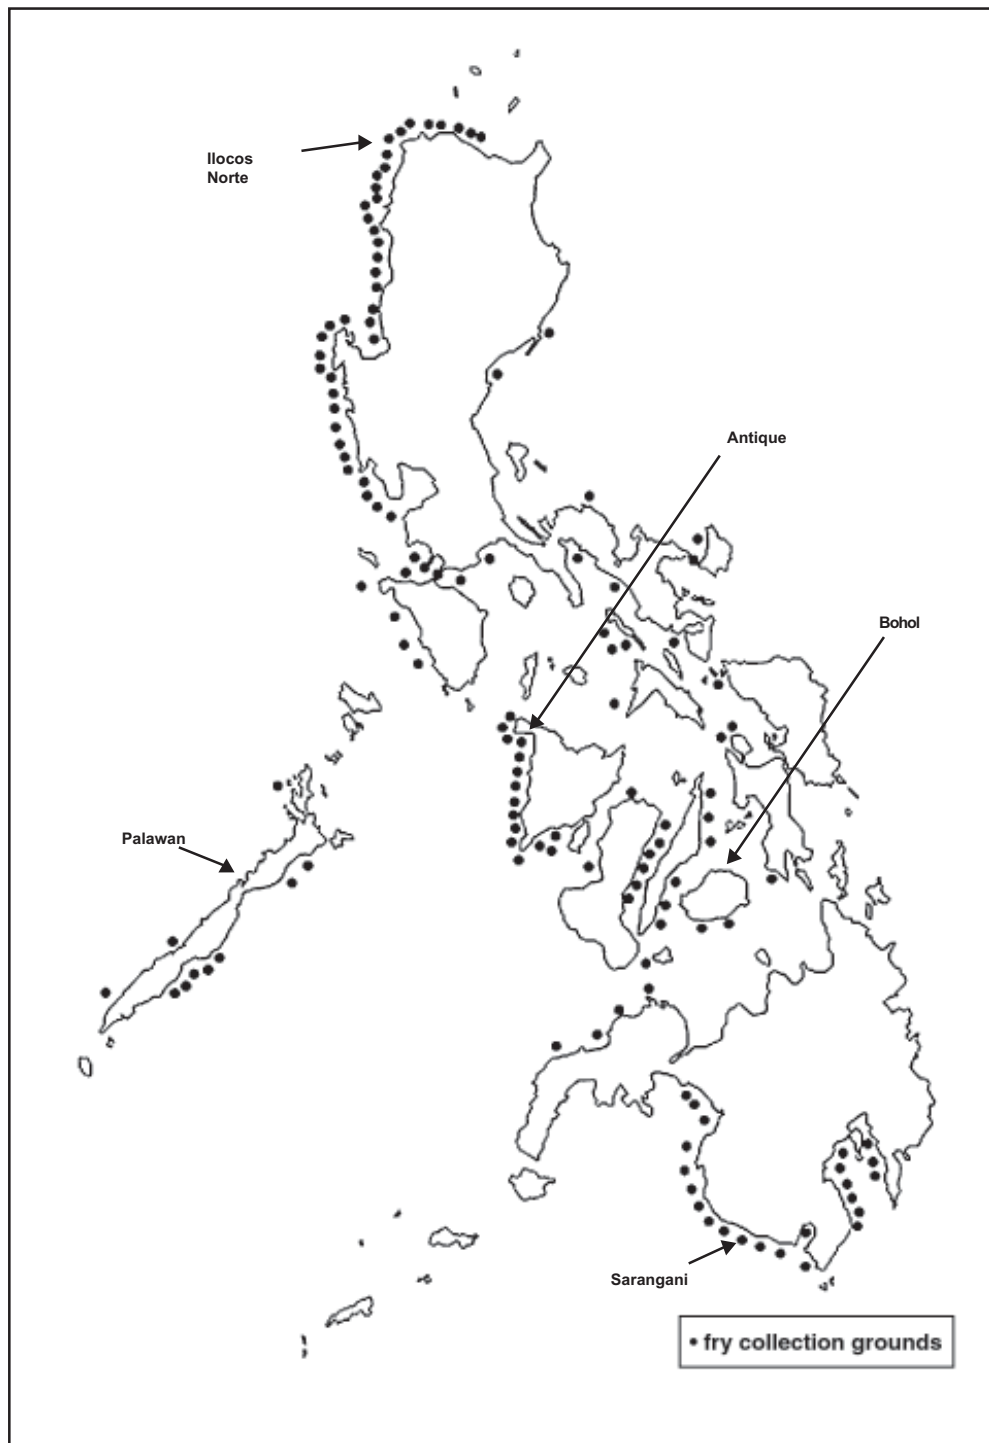 Ilocos
Norte
Antique
Bohol
Palawan
Sarangani
• fry collection grounds